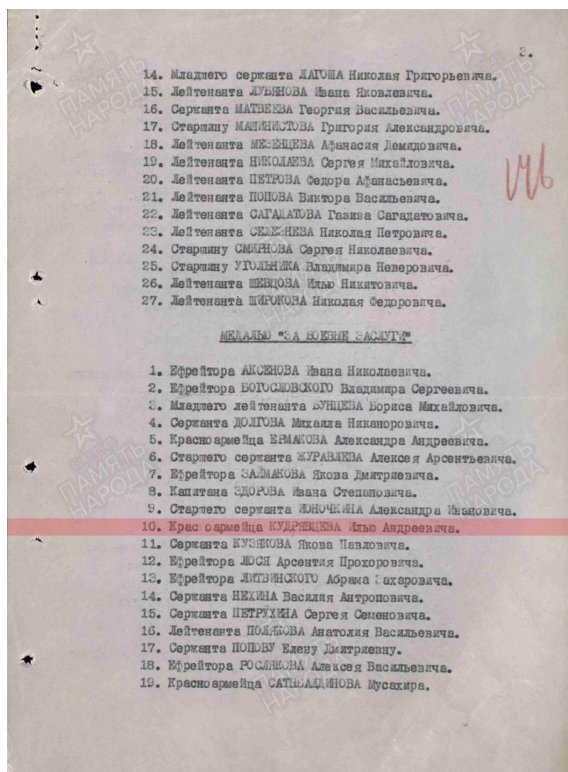 3.
14. Младшего сержанта ЛАГОША Николая Григорьевича.
15. Лейтенанта ЛУБЯНОВА Ивана Яковлевича.
16. Сержанта МАТВЕЕВА Георгия Васильевича.
17. Старшину МАШИНИСТОВА Григория Александровича.
18. Лейтенанта МЕЗЕНЦЕВА Афанасия Демидовича.
19. Лейтенанта НИКОЛАЕВА Сергея Михайловича.
146
20. Лейтенанта ПЕТРОВА Федора Афанасьевича.
21. Лейтенанта ПОПОВА Виктора Васильевича.
22. Лейтенанта САГАДАТОВА Газиза Сагадатовича.
23. Лейтенанта СЕЛЕЗНЕВА Николая Петровича.
24. Старшину СМИРНОВА Сергея Николаевича.
25. Старшину УГОЛЬНИКА Владимира Неверовича.
26. Лейтенанта ШЕВЦОВА Илью Никитовича.
27. Лейтенанта ШИРОКОВА Николая Федоровича.
МЕДАЛЬЮ "ЗА БОЕВЫЕ ЗАСЛУГИ"
1. Ефрейтора АКСЕНОВА Ивана Николаевича.
2. Ефрейтора БОГОСЛОВСКОГО Владимира Сергеевича.
3. Младшего лейтенанта БУНЦЕВА Бориса Михайловича.
4. Сержанта ДОЛГОВА Михаила Никаноровича.
5. Красноармейца ЕРМАКОВА Александра Андреевича.
6. Старшего сержанта ЖУРАВЛЕВА Алексея Арсентьевича.
7. Ефрейтора ЗАЙМАКОВА Якова Дмитриевича.
8. Капитана ЗДОРОВА Ивана Степановича.
9. Старшего сержанта ИОНОЧКИНА Александра Ивановича.
10. Красноармейца КУДРЯВЦЕВА Илью Андреевича.
11. Сержанта КУЗЯКОВА Якова Павловича.
12. Ефрейтора ЛОСЯ Арсентия Прохоровича.
13. Ефрейтора ЛИТВИНСКОГО Абрама Захаровича.
14. Сержанта НЕХИНА Василия Антроповича.
15. Сержанта ПЕТРУХИНА Сергея Семеновича.
16. Лейтенанта ПОЛЯКОВА Анатолия Васильевича.
17. Сержанта ПОПОВУ Елену Дмитриевну.
18. Ефрейтора РОСЛЯКОВА Алексея Васильевича.
19. Красноармейца САТЫБАЛДИНОВА Мусахира.
ПАМЯТЬ НАРОДА